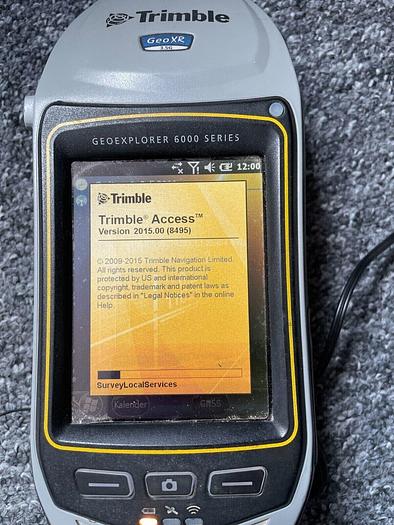 Trimble
GeoXR
3.5G
GEOEXPLORER 6000 SERIES
12:00
Trimble
Trimble® Access™
Version 2015.00 (8495)
© 2009-2015 Trimble Navigation Limited.
All rights reserved. This product is
protected by US and international
copyright, trademark and patent laws as
described in "Legal Notices" in the online
Help.
SurveyLocalServices
Kalender
GNSS